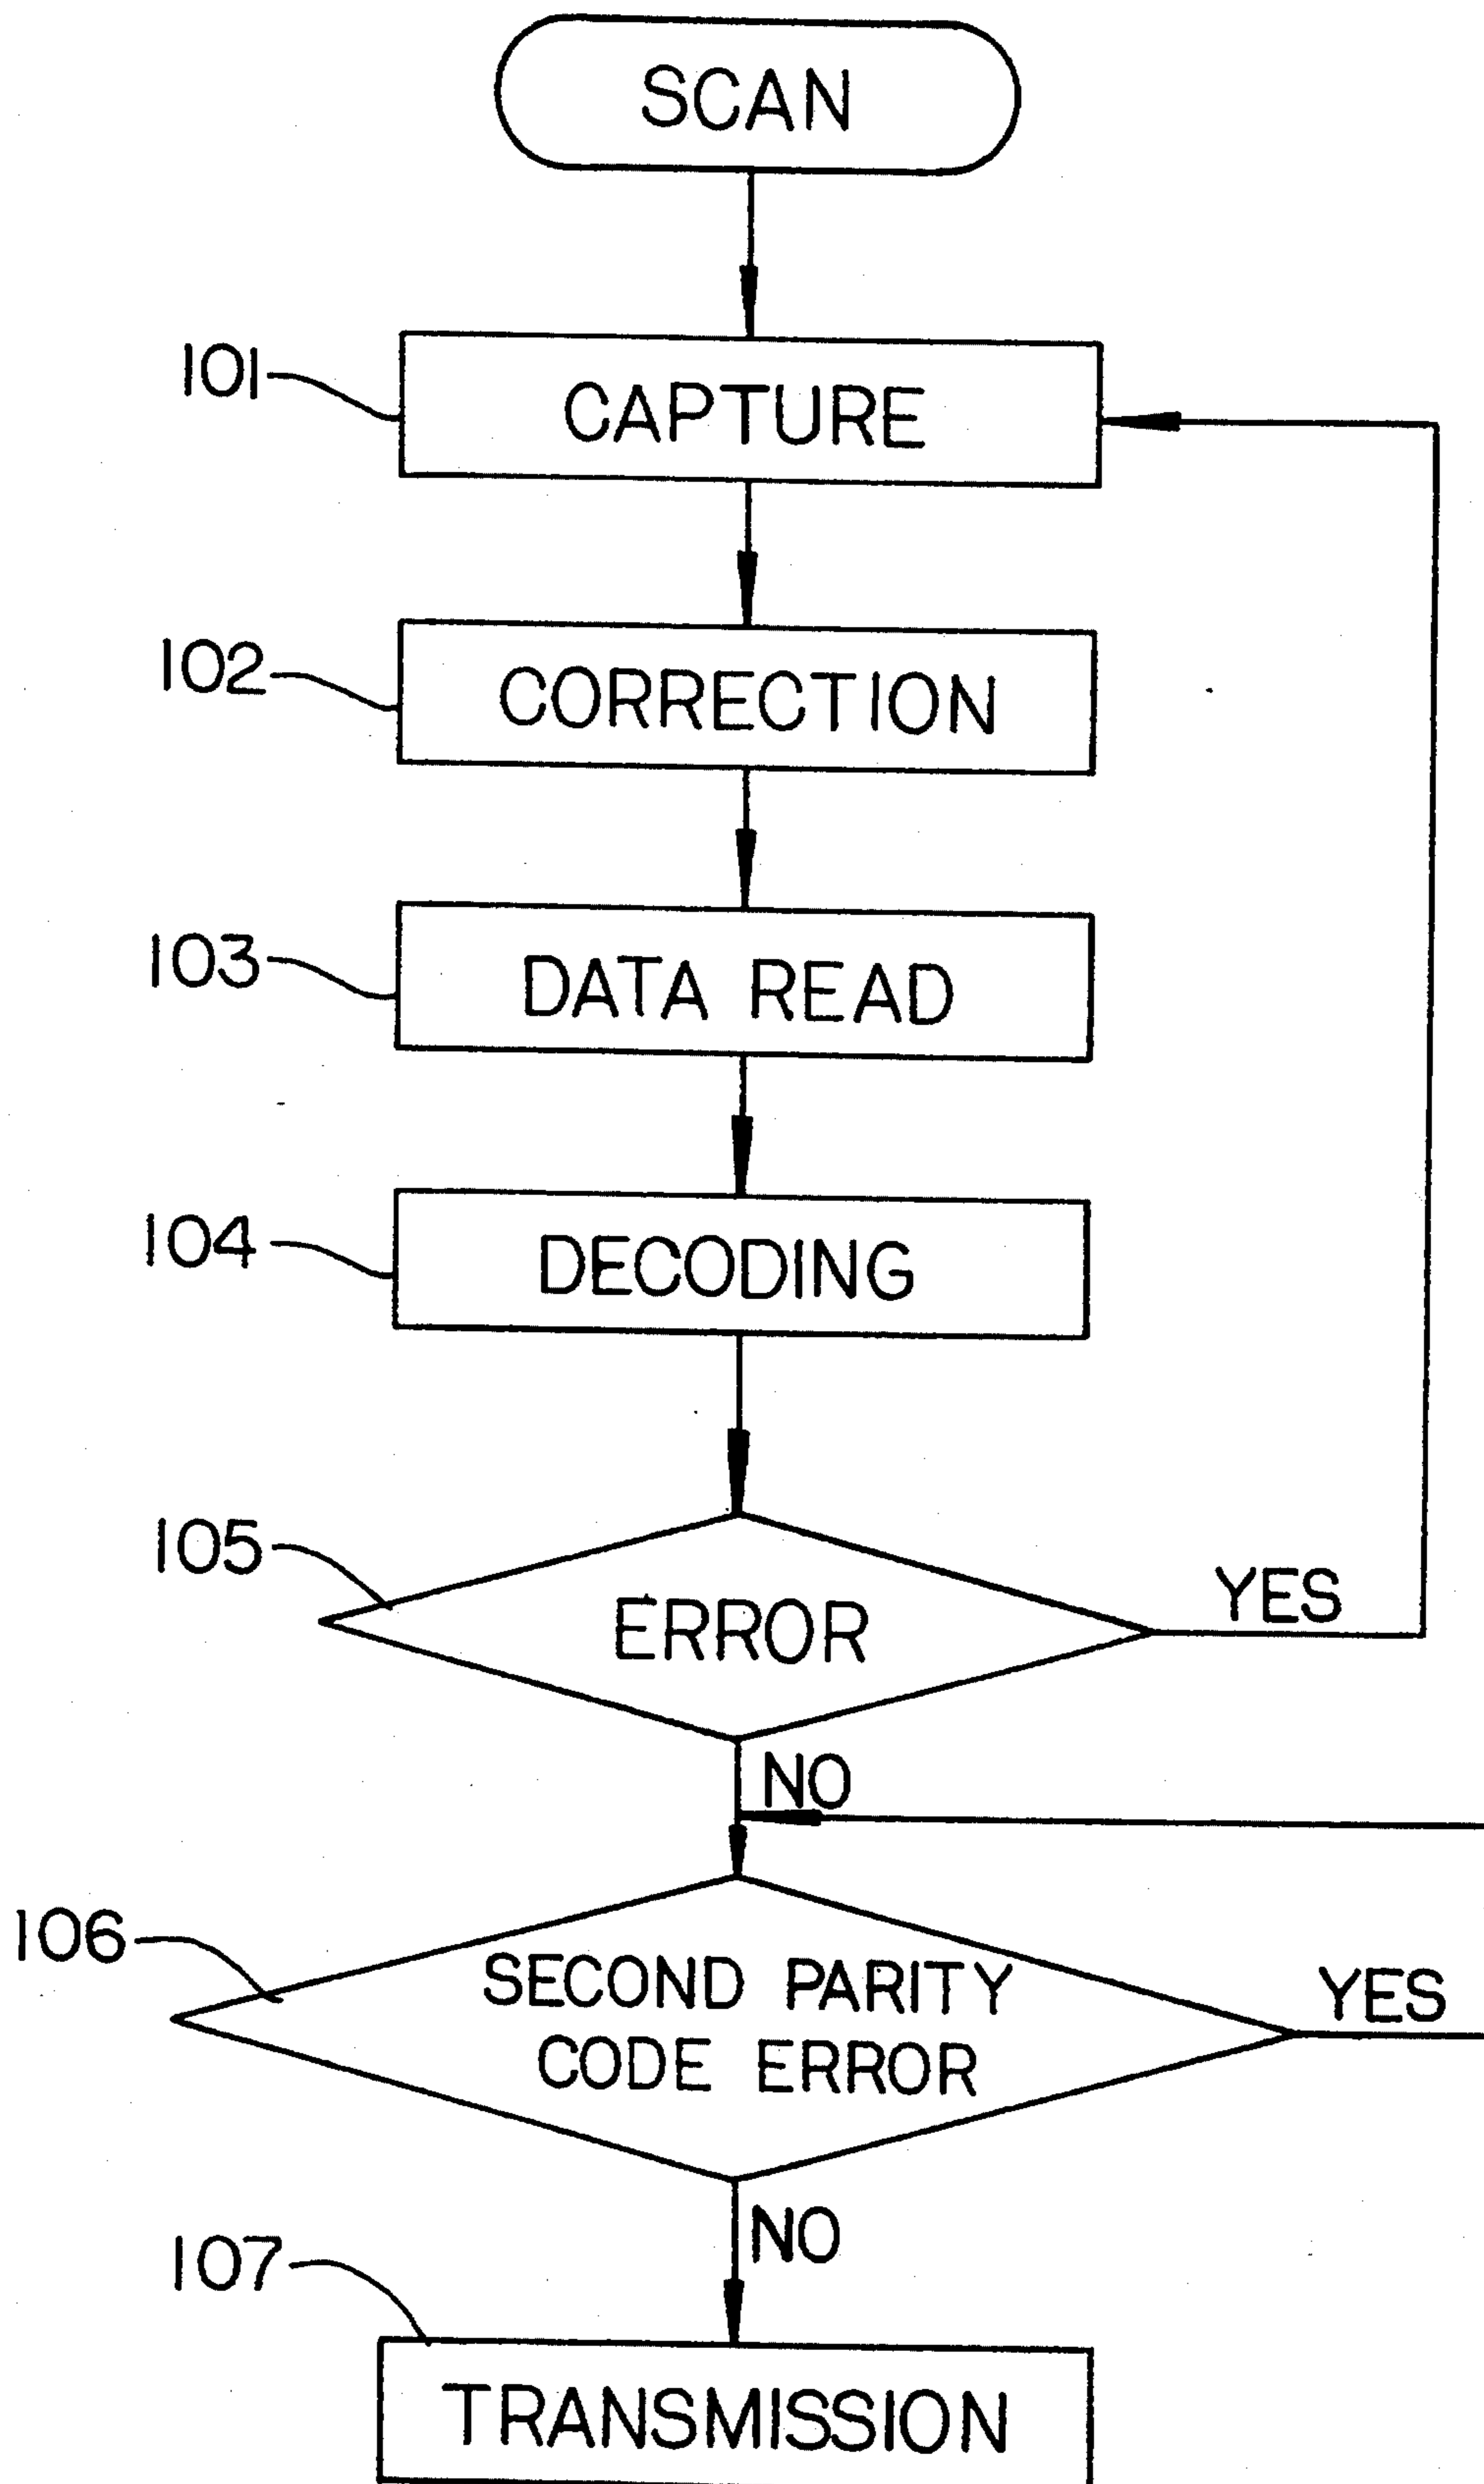 SCAN
101
CAPTURE
102
CORRECTION
103
DATA READ
104
DECODING
105
ERROR
YES
NO
106
SECOND PARITY
CODE ERROR
YES
NO
107
TRANSMISSION